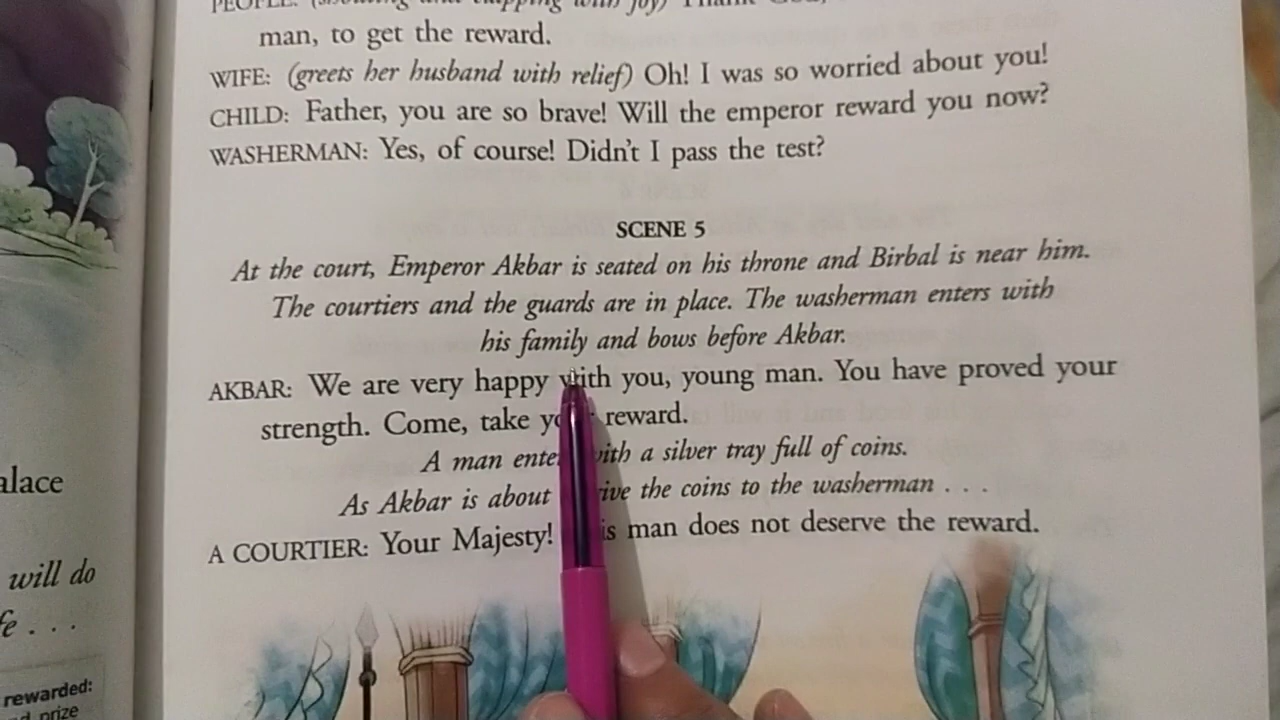 man, to get the reward.
WIFE: (greets her husband with relief) Oh! I was so worried about you!
CHILD: Father, you are so brave! Will the emperor reward you now?
WASHERMAN: Yes, of course! Didn't I pass the test?
SCENE 5
At the court, Emperor Akbar is seated on his throne and Birbal is near him.
The courtiers and the guards are in place. The washerman enters with
his family and bows before Akbar.
AKBAR: We are very happy with you, young man. You have proved your
strength. Come, take reward.
A man with a silver tray full of coins.
As Akbar is about the coins to the washerman . . .
A COURTIER: Your Majesty! man does not deserve the reward.
will do
rewarded:
prize